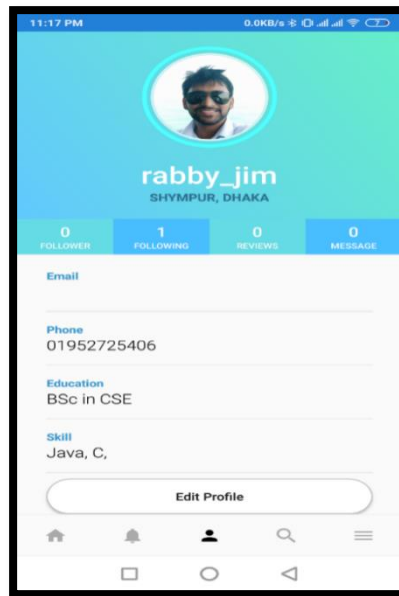 11:17 PM 0.0KB/s
rabby_jim
SHYMPUR, DHAKA
0 1 0 0
FOLLOWER FOLLOWING REVIEWS MESSAGE
Email
Phone
01952725406
Education
BSc in CSE
Skill
Java, C,
Edit Profile